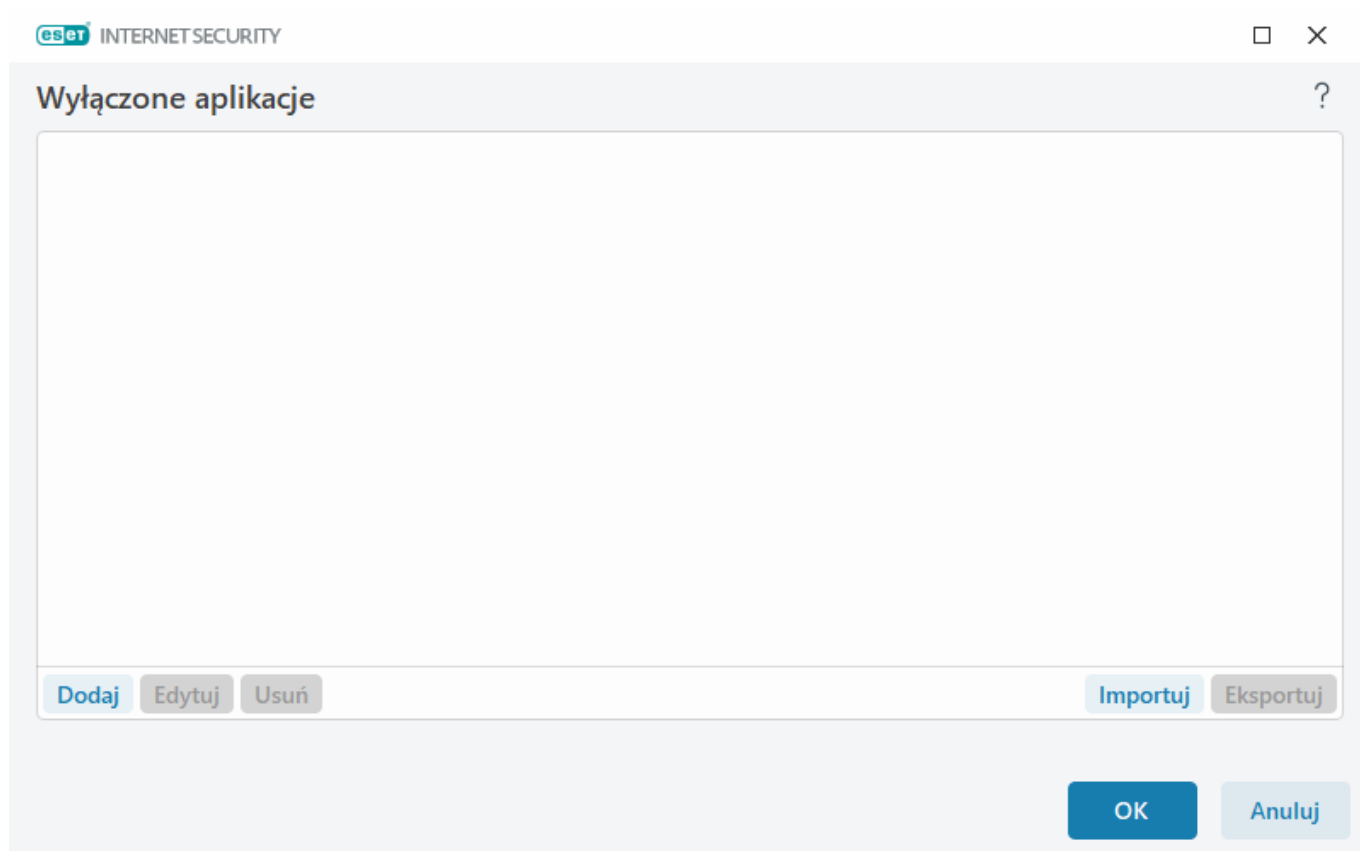 eset INTERNET SECURITY
Wyłączone aplikacje
?
Dodaj Edytuj Usuń Importuj Eksportuj
OK Anuluj